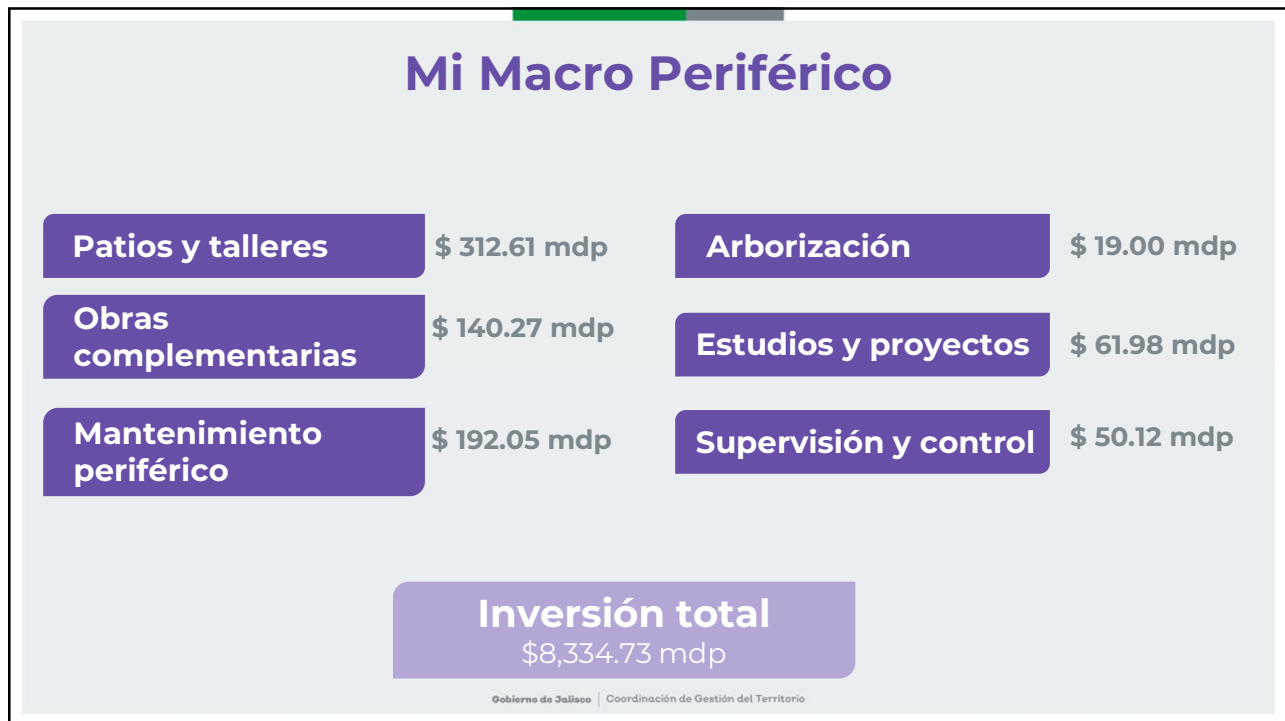 Mi Macro Periférico
Patios y talleres
$ 312.61 mdp
Obras
complementarias
$ 140.27 mdp
Mantenimiento
periférico
$ 192.05 mdp
Arborización
$ 19.00 mdp
Estudios y proyectos
$ 61.98 mdp
Supervisión y control
$ 50.12 mdp
Inversión total
$8,334.73 mdp
Gobierno de Jalisco | Coordinación de Gestión del Territorio